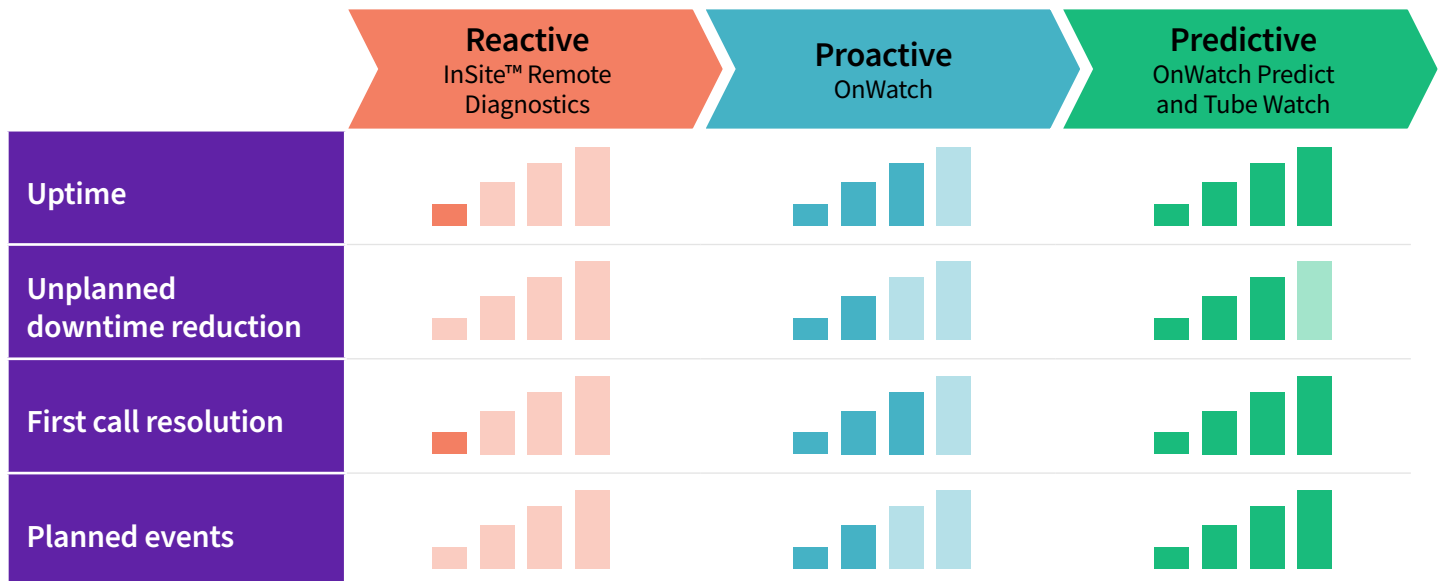 Reactive
InSite™ Remote
Diagnostics
Proactive
OnWatch
Predictive
OnWatch Predict
and Tube Watch
Uptime
Unplanned
downtime reduction
First call resolution
Planned events